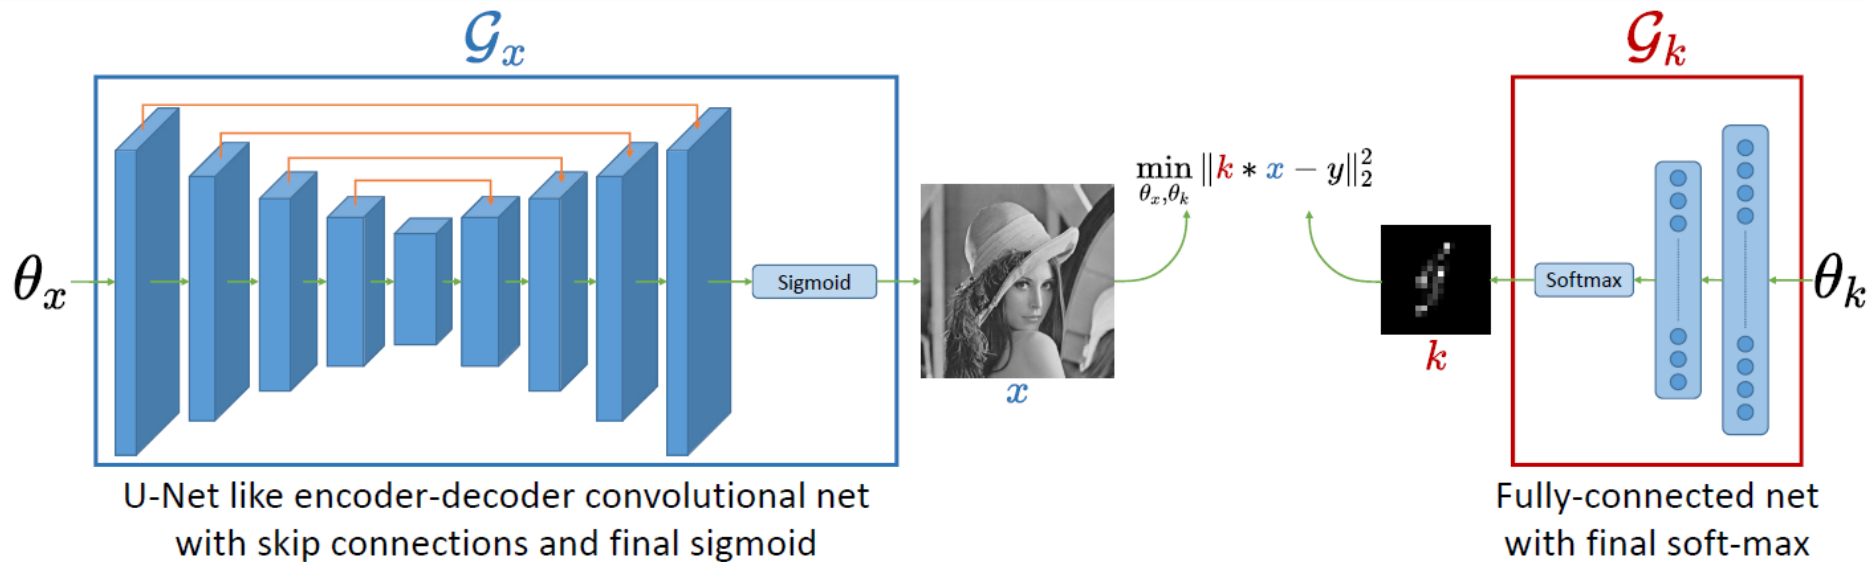 𝒢ₓ
𝒢ₖ
θₓ
Sigmoid
x
min ‖k ∗ x − y‖₂²
θₓ,θₖ
k
Softmax
θₖ
U-Net like encoder-decoder convolutional net
with skip connections and final sigmoid
Fully-connected net
with final soft-max